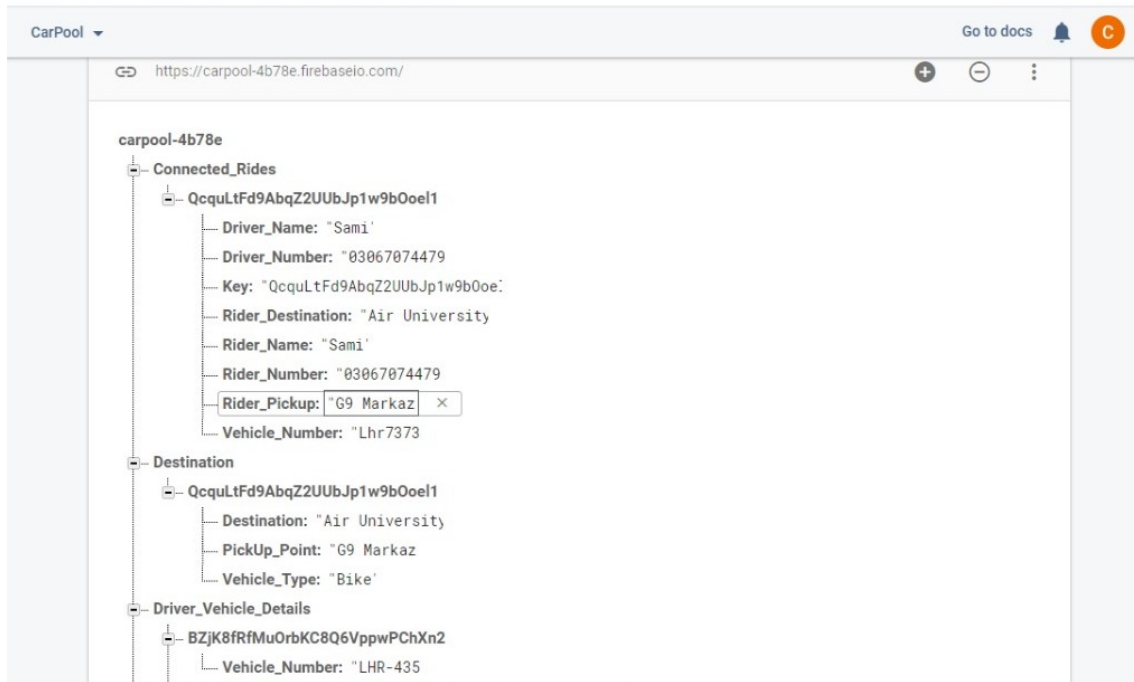 CarPool
Go to docs
C
https://carpool-4b78e.firebaseio.com/
carpool-4b78e
Connected_Rides
QcquLtFd9AbqZ2UUbJp1w9bOoel1
Driver_Name: "Sami'
Driver_Number: "03067074479
Key: "QcquLtFd9AbqZ2UUbJp1w9bOoe
Rider_Destination: "Air University
Rider_Name: "Sami'
Rider_Number: "03067074479
Rider_Pickup: "G9 Markaz ×
Vehicle_Number: "Lhr7373
Destination
QcquLtFd9AbqZ2UUbJp1w9bOoel1
Destination: "Air University
PickUp_Point: "G9 Markaz
Vehicle_Type: "Bike'
Driver_Vehicle_Details
BZjK8fRfMuOrbKC8Q6VppwPChXn2
Vehicle_Number: "LHR-435